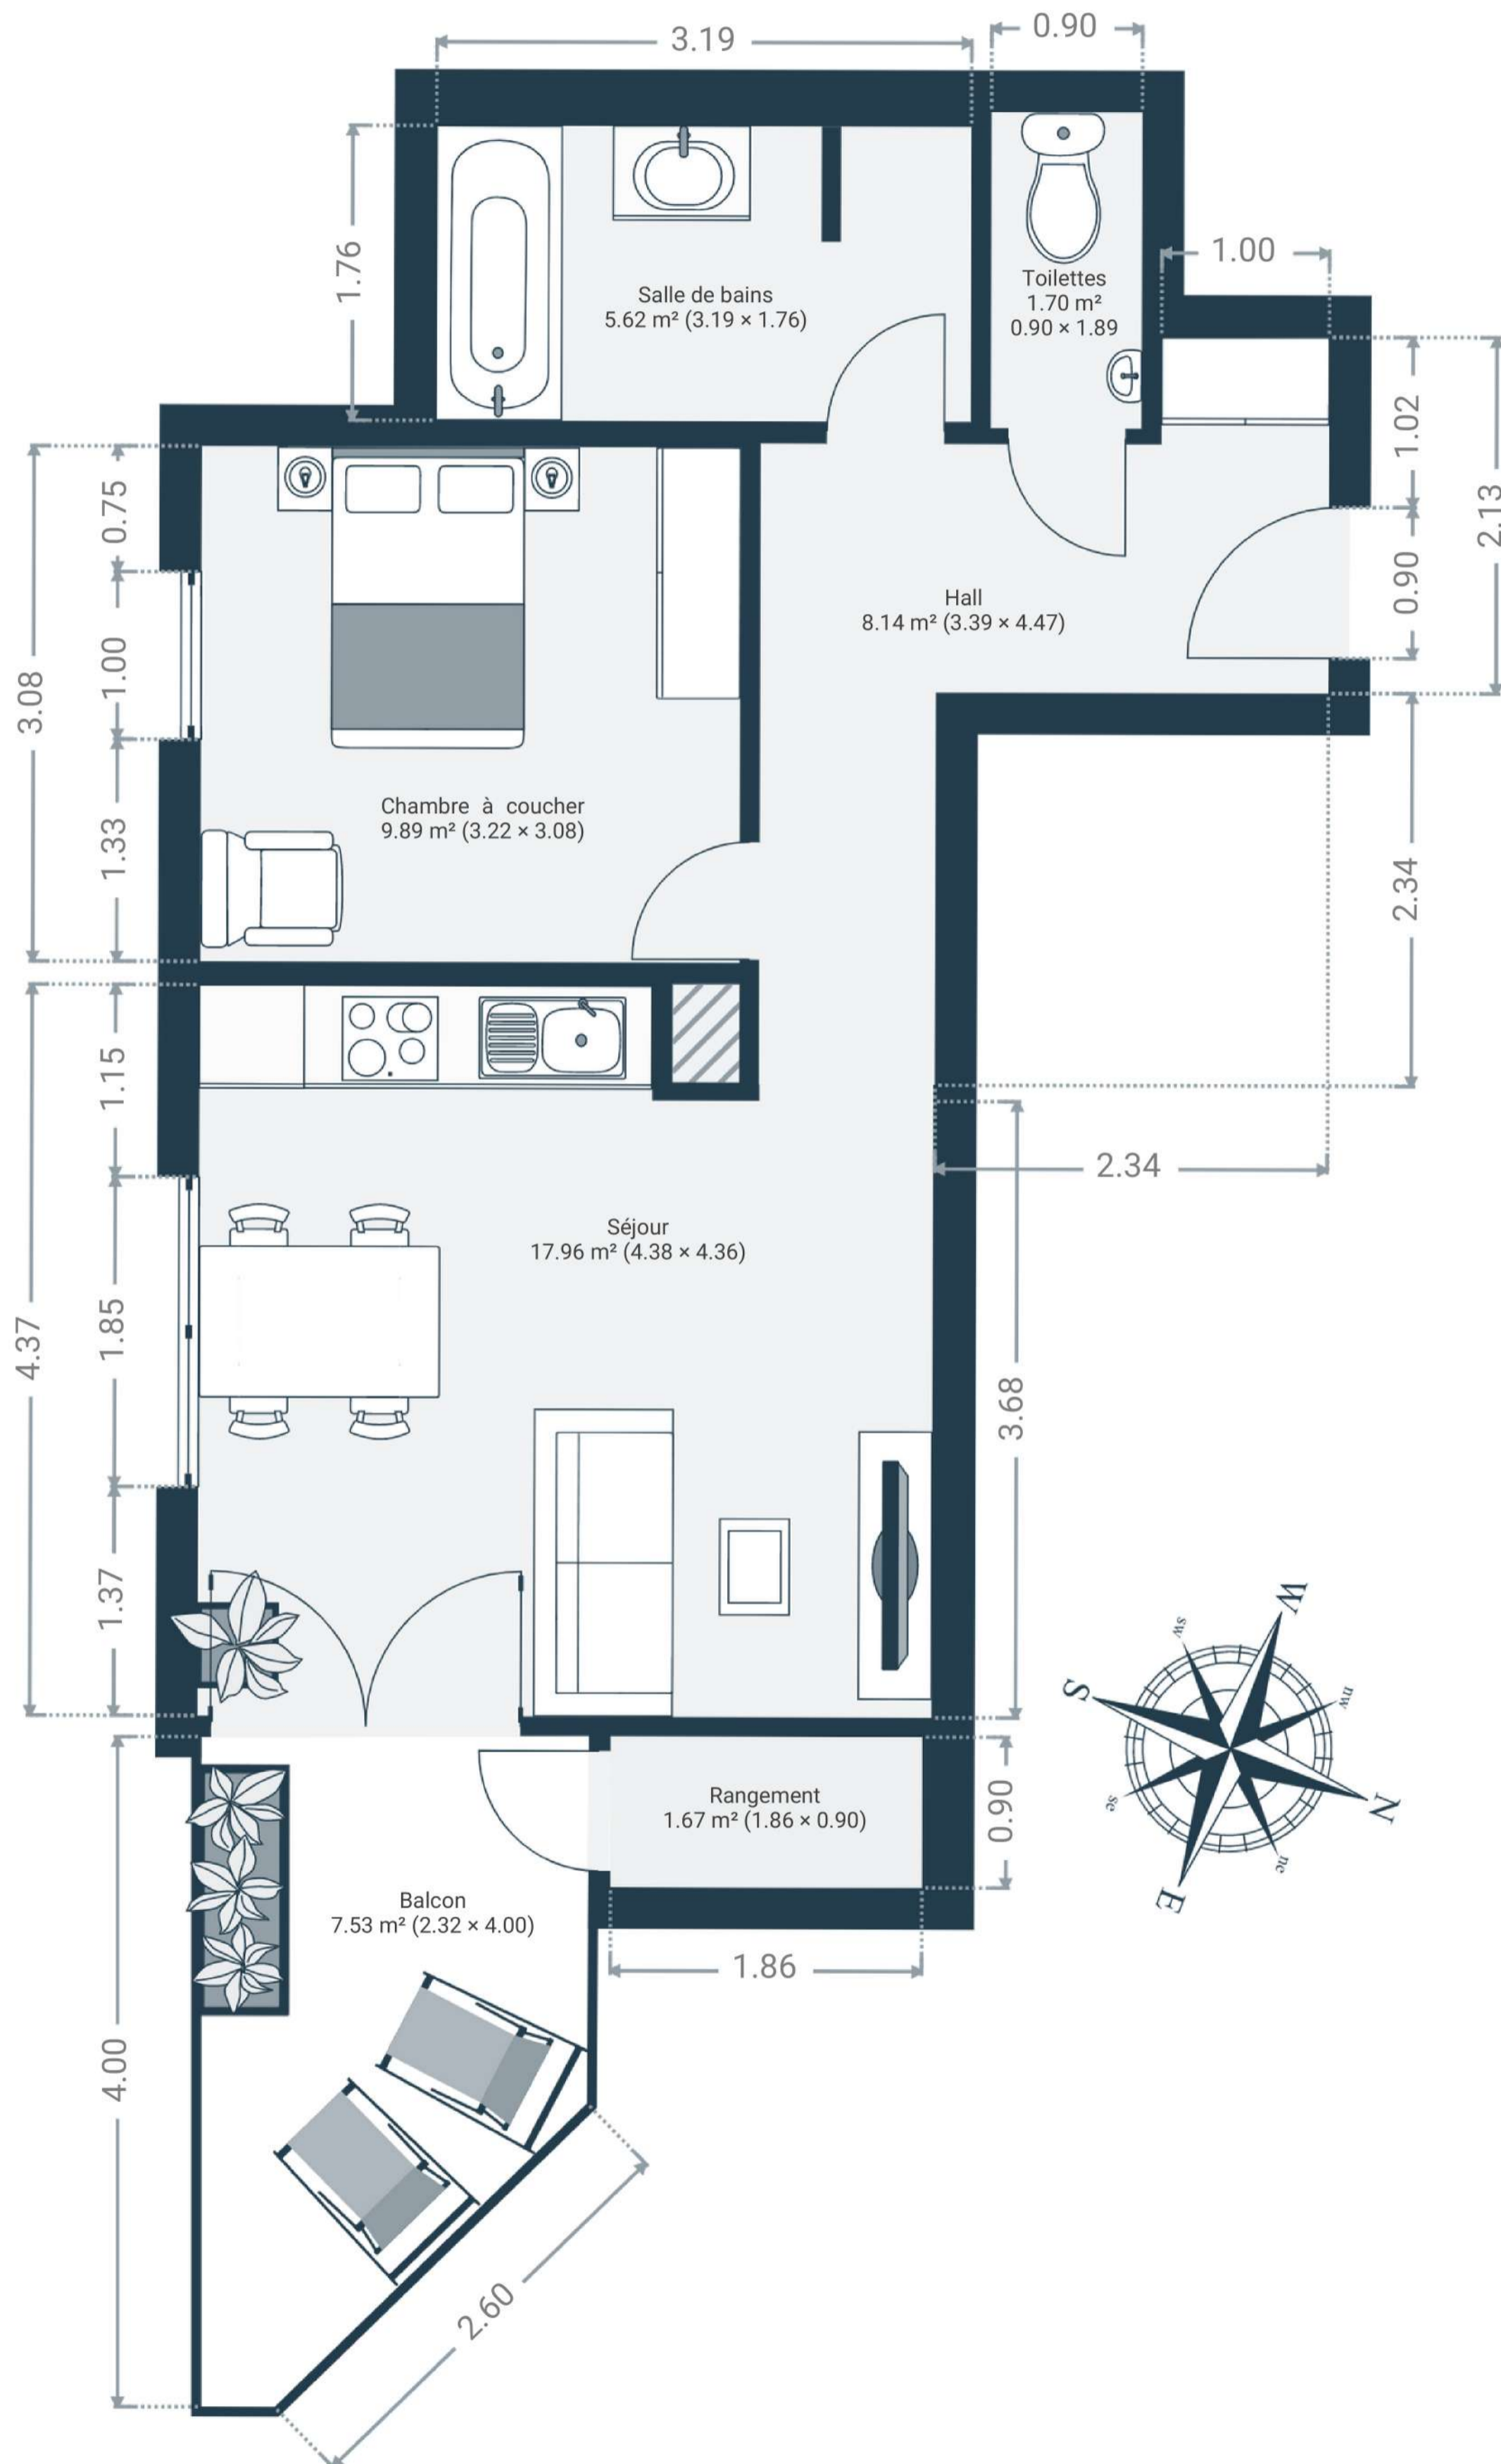 3.19
0.90
1.76
1.00
Salle de bains
5.62 m² (3.19 × 1.76)
Toilettes
1.70 m²
0.90 × 1.89
1.02
2.13
0.90
0.75
3.08
1.00
1.33
Hall
8.14 m² (3.39 × 4.47)
Chambre à coucher
9.89 m² (3.22 × 3.08)
2.34
1.15
2.34
4.37
1.85
Séjour
17.96 m² (4.38 × 4.36)
3.68
1.37
W
sw
nw
S
N
se
ne
E
Rangement
1.67 m² (1.86 × 0.90)
0.90
Balcon
7.53 m² (2.32 × 4.00)
1.86
4.00
2.60